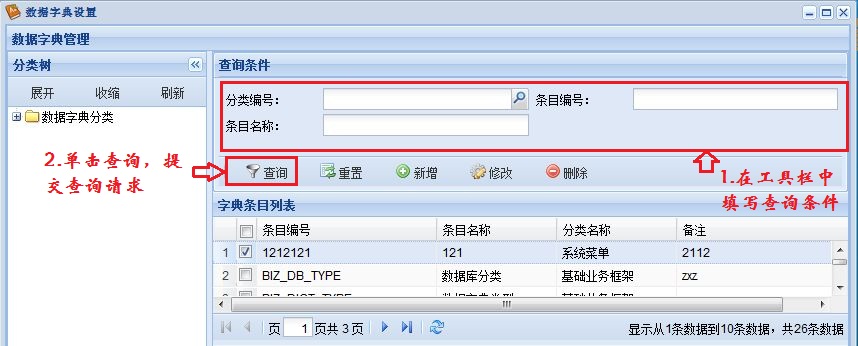 数据字典设置
数据字典管理
分类树
展开 收缩 刷新
数据字典分类
2.单击查询，提
交查询请求
查询条件
分类编号： 条目编号：
条目名称：
查询 重置 新增 修改 删除
1.在工具栏中
填写查询条件
字典条目列表
条目编号 条目名称 分类名称 备注
1 1212121 121 系统菜单 2112
2 BIZ_DB_TYPE 数据库分类 基础业务框架 zxz
页 1 页共 3 页 显示从1条数据到10条数据，共26条数据